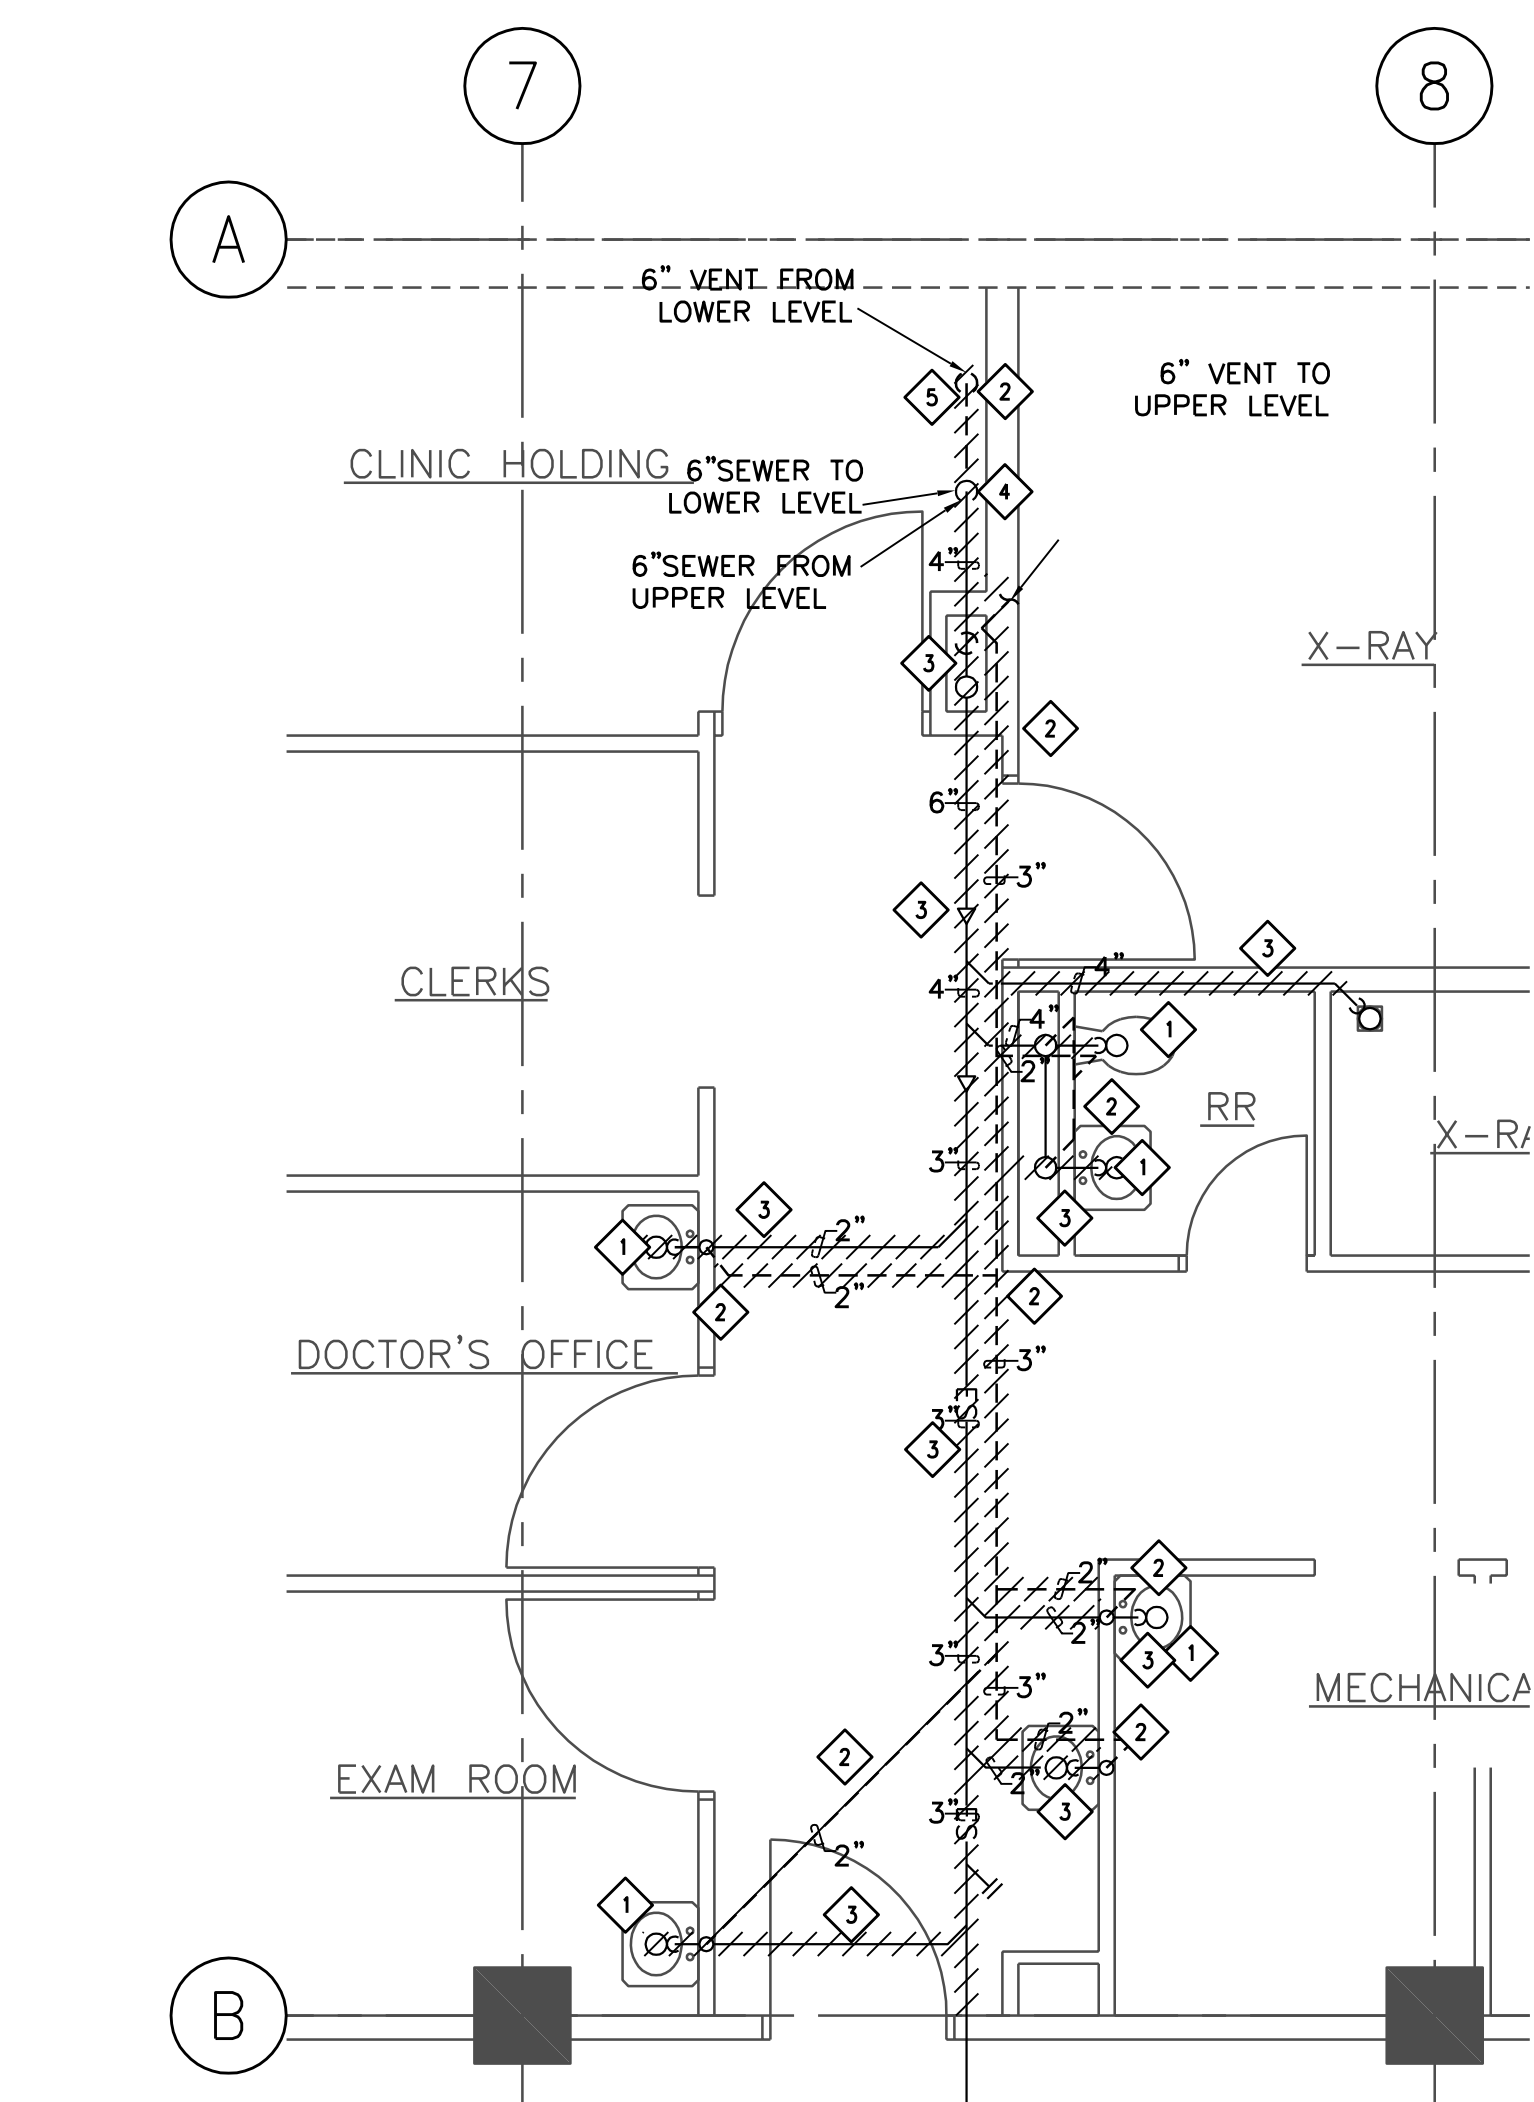 7
8
A
6" VENT FROM
LOWER LEVEL
5
2
6" VENT TO
UPPER LEVEL
CLINIC HOLDING
6"SEWER TO
LOWER LEVEL
4
4"
6"SEWER FROM
UPPER LEVEL
X-RAY
3
2
6"
3"
3
3
4"
CLERKS
4"
4"
1
2"
2
RR
X-RA
3"
1
3
3
2"
1
2"
2
2
DOCTOR'S OFFICE
3"
3"
3
2"
2
2"
3"
3
1
3"
MECHANICA
2"
2
2
EXAM ROOM
2"
3"
3
2"
1
3
B